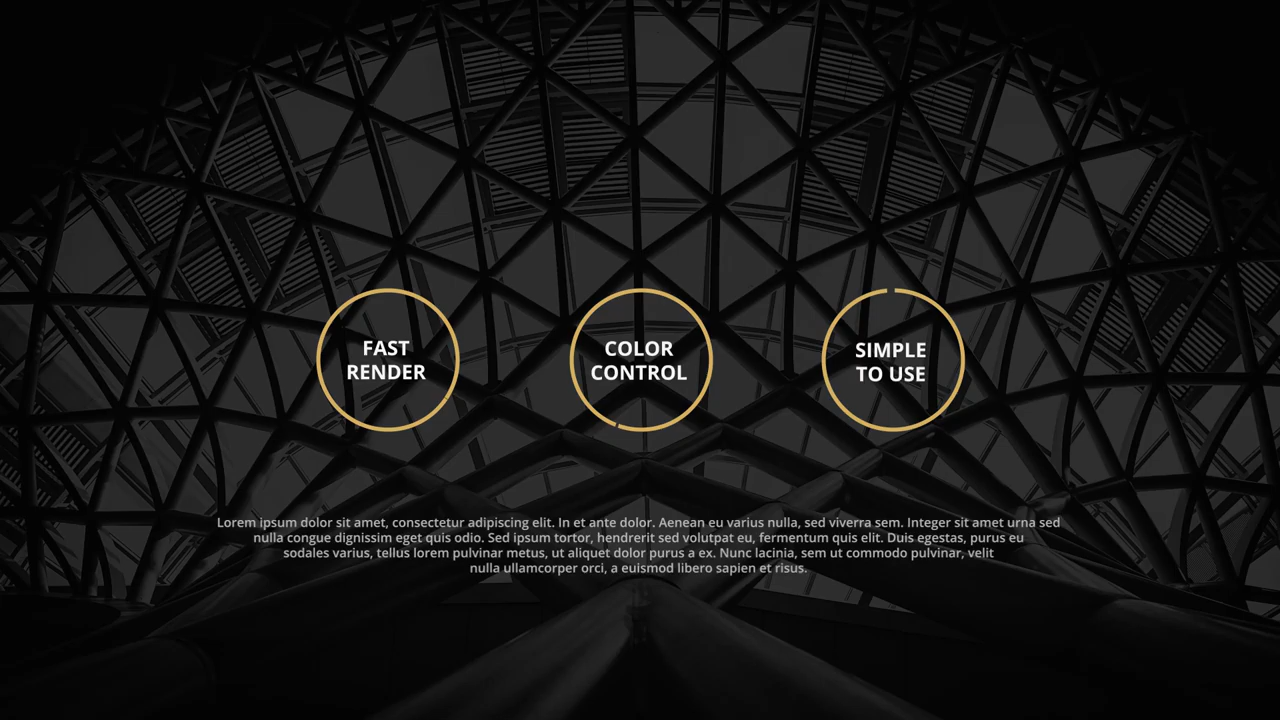 FAST
RENDER
COLOR
CONTROL
SIMPLE
TO USE
Lorem ipsum dolor sit amet, consectetur adipiscing elit. In et ante dolor. Aenean eu varius nulla, sed viverra sem. Integer sit amet urna sed
nulla congue dignissim eget quis odio. Sed ipsum tortor, hendrerit sed volutpat eu, fermentum quis elit. Duis egestas, purus eu
sodales varius, tellus lorem pulvinar metus, ut aliquet dolor purus a ex. Nunc lacinia, sem ut commodo pulvinar, velit
nulla ullamcorper orci, a euismod libero sapien et risus.